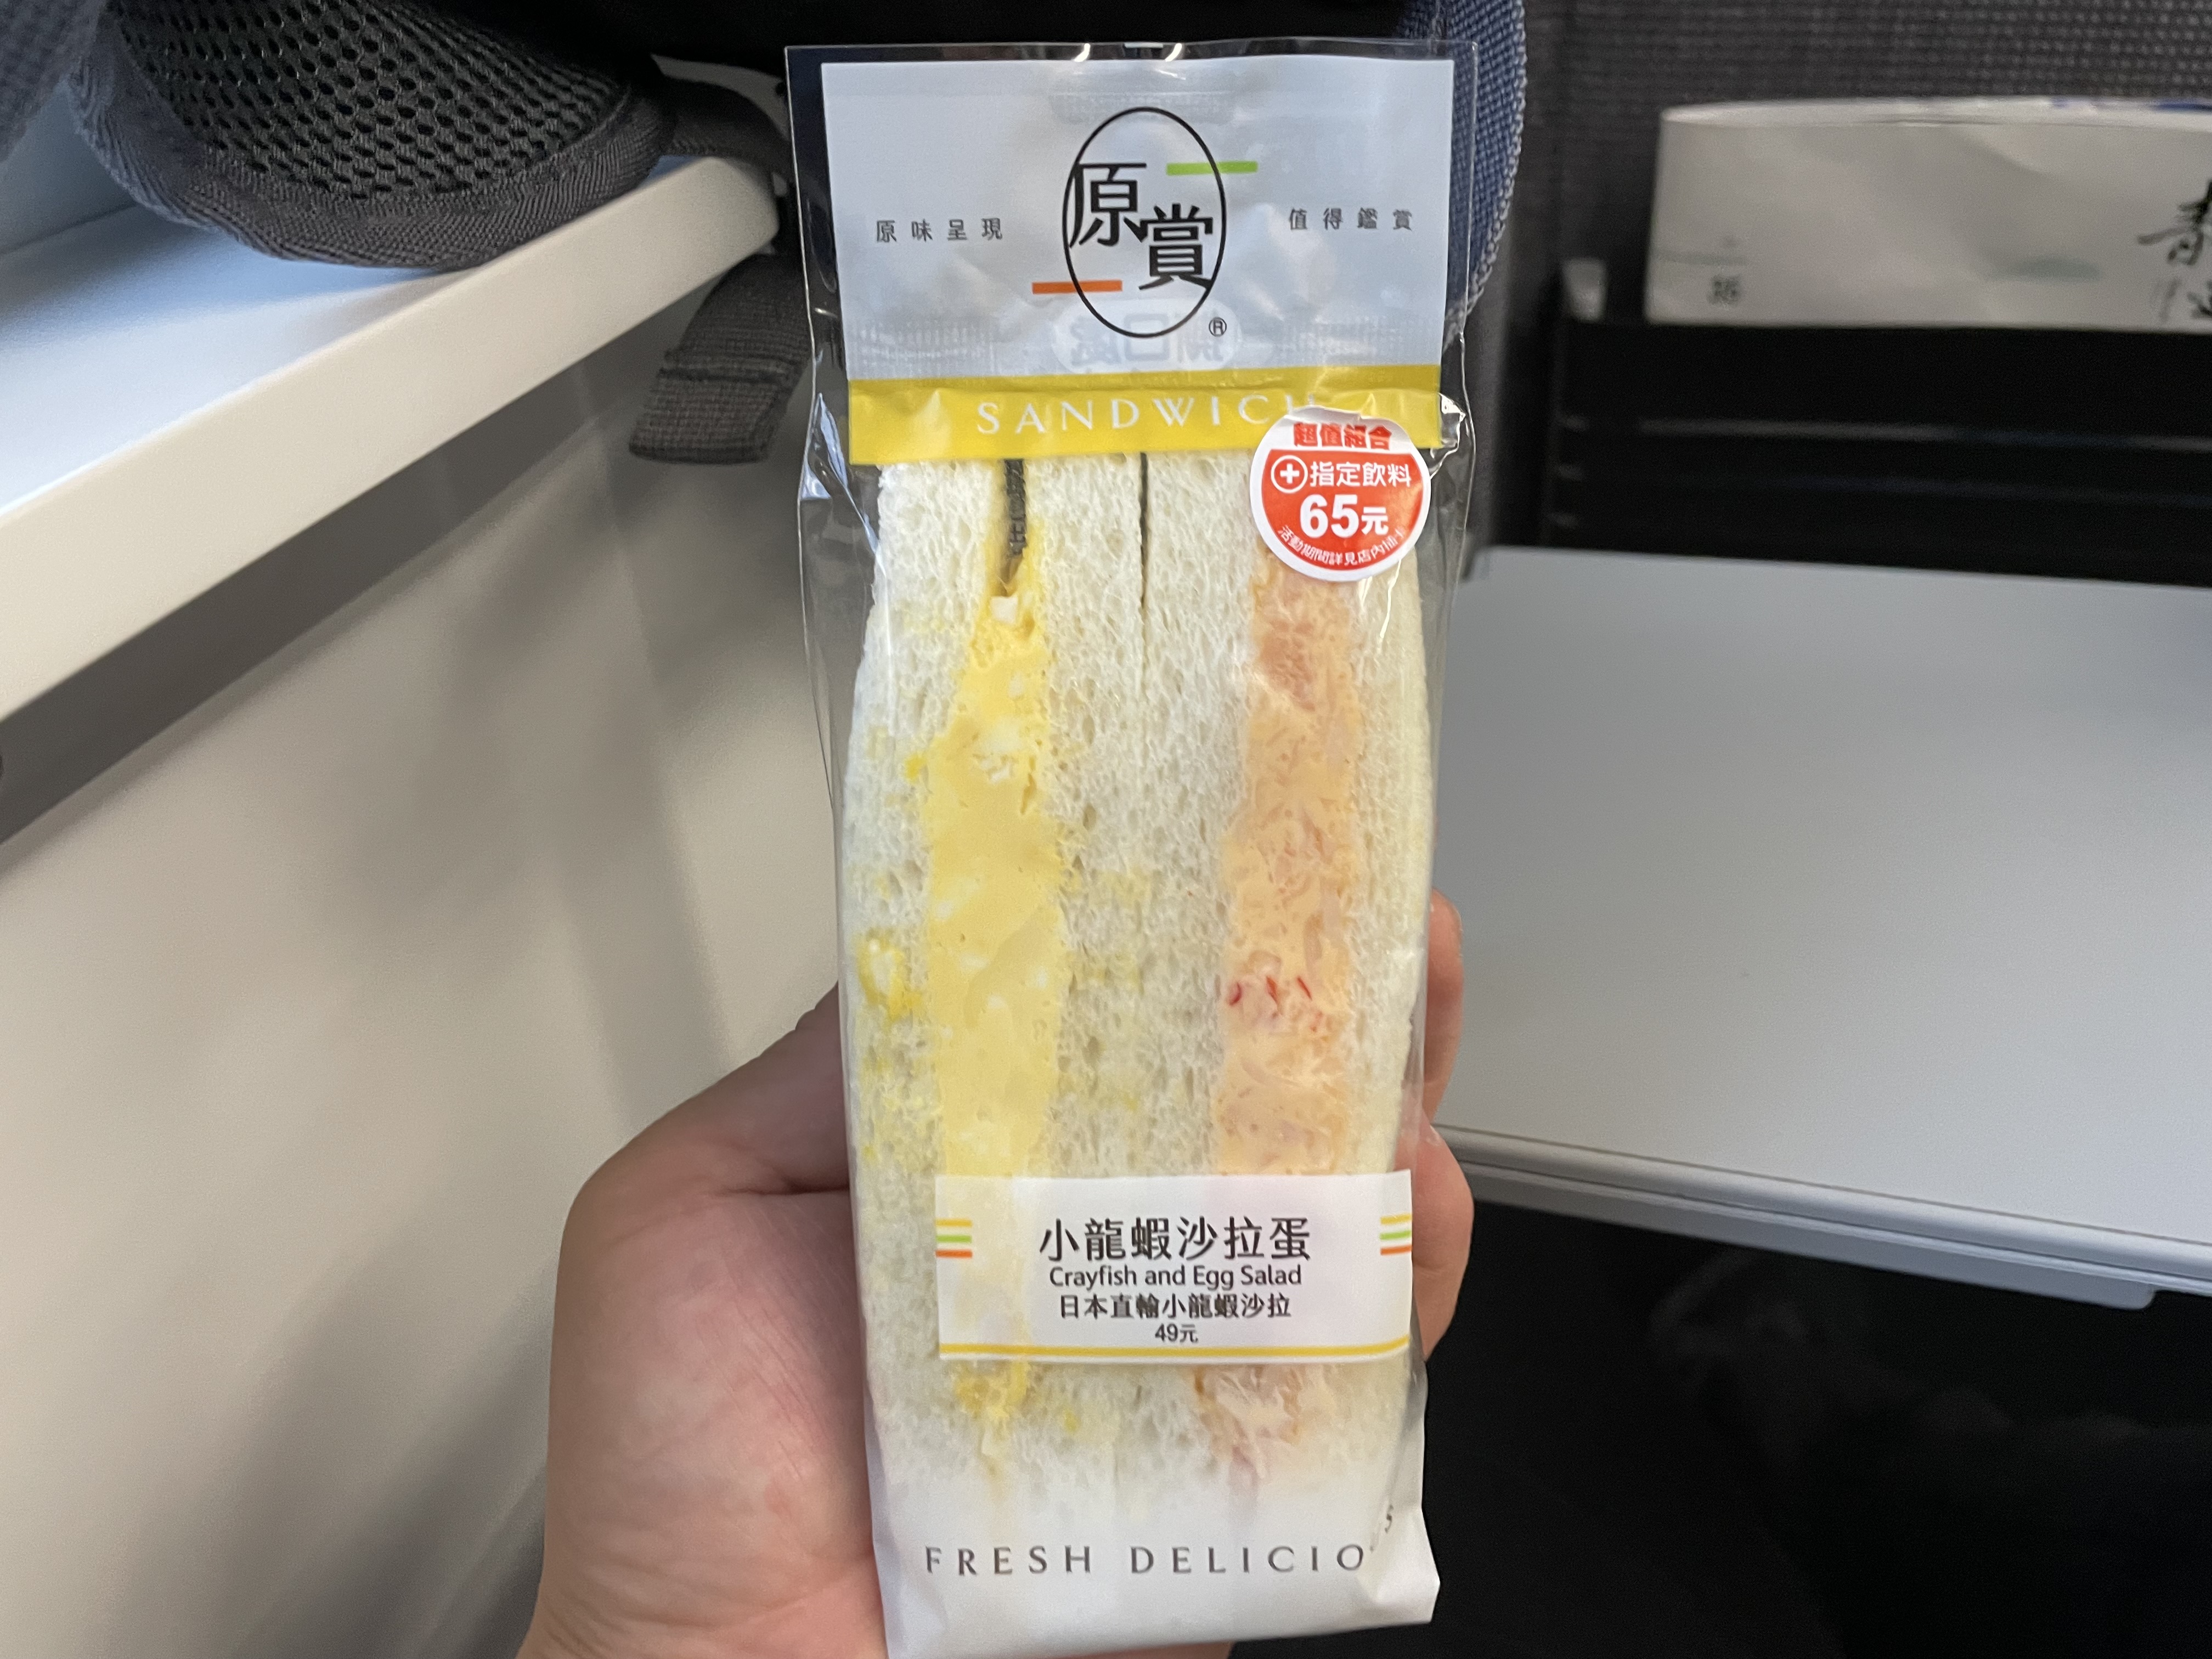 原味呈現
原賞
®
值得鑑賞
SANDWICH
超值組合
+指定飲料
65元
小龍蝦沙拉蛋
Crayfish and Egg Salad
日本直輸小龍蝦沙拉
49元
FRESH DELICIO